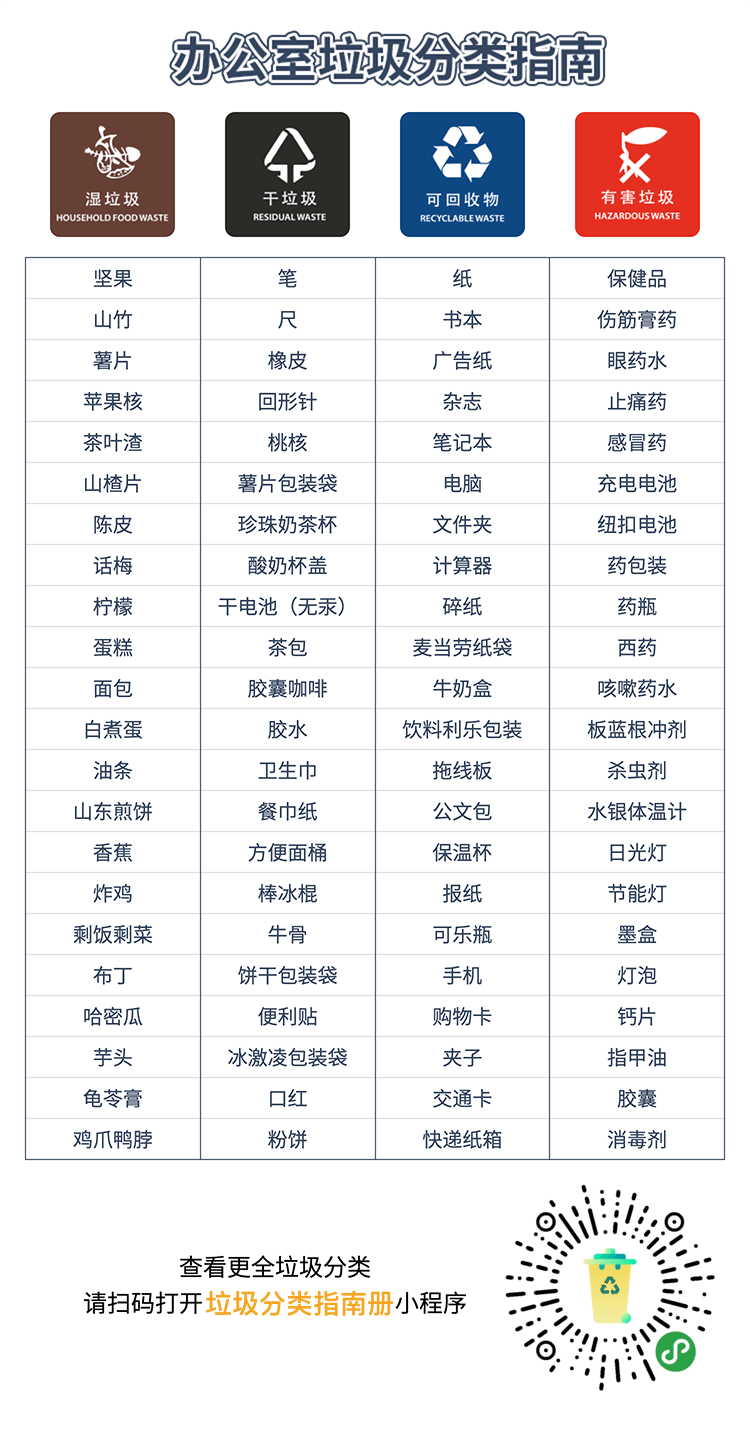 办公室垃圾分类指南
湿垃圾 干垃圾 可回收物 有害垃圾
HOUSEHOLD FOOD WASTE RESIDUAL WASTE RECYCLABLE WASTE HAZARDOUS WASTE
坚果 笔 纸 保健品
山竹 尺 书本 伤筋膏药
薯片 橡皮 广告纸 眼药水
苹果核 回形针 杂志 止痛药
茶叶渣 桃核 笔记本 感冒药
山楂片 薯片包装袋 电脑 充电电池
陈皮 珍珠奶茶杯 文件夹 纽扣电池
话梅 酸奶杯盖 计算器 药包装
柠檬 干电池（无汞） 碎纸 药瓶
蛋糕 茶包 麦当劳纸袋 西药
面包 胶囊咖啡 牛奶盒 咳嗽药水
白煮蛋 胶水 饮料利乐包装 板蓝根冲剂
油条 卫生巾 拖线板 杀虫剂
山东煎饼 餐巾纸 公文包 水银体温计
香蕉 方便面桶 保温杯 日光灯
炸鸡 棒冰棍 报纸 节能灯
剩饭剩菜 牛骨 可乐瓶 墨盒
布丁 饼干包装袋 手机 灯泡
哈密瓜 便利贴 购物卡 钙片
芋头 冰激凌包装袋 夹子 指甲油
龟苓膏 口红 交通卡 胶囊
鸡爪鸭脖 粉饼 快递纸箱 消毒剂
查看更全垃圾分类
请扫码打开垃圾分类指南册小程序